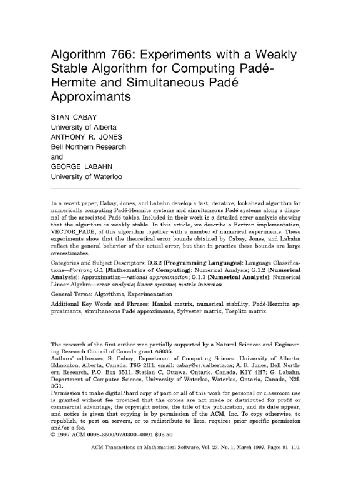 Algorithm 766: Experiments with a Weakly
Stable Algorithm for Computing Padé-
Hermite and Simultaneous Padé
Approximants
STAN CABAY
University of Alberta
ANTHONY R. JONES
Bell Northern Research
and
GEORGE LABAHN
University of Waterloo
In a recent paper, Cabay, Jones, and Labahn develop a fast, iterative, look-ahead algorithm for
numerically computing Padé-Hermite systems and simultaneous Padé systems along a diago-
nal of the associated Padé tables. Included in their work is a detailed error analysis showing
that the algorithm is weakly stable. In this article, we describe a Fortran implementation,
VECTOR_PADE, of this algorithm together with a number of numerical experiments. These
experiments show that the theoretical error bounds obtained by Cabay, Jones, and Labahn
reflect the general behavior of the actual error, but that in practice these bounds are large
overestimates.
Categories and Subject Descriptors: D.3.2 [Programming Languages]: Language Classifica-
tions—Fortran; G.1 [Mathematics of Computing]: Numerical Analysis; G.1.2 [Numerical
Analysis]: Approximation—rational approximation; G.1.3 [Numerical Analysis]: Numerical
Linear Algebra—error analysis; linear systems; matrix inversion
General Terms: Algorithms, Experimentation
Additional Key Words and Phrases: Hankel matrix, numerical stability, Padé-Hermite ap-
proximants, simultaneous Padé approximants, Sylvester matrix, Toeplitz matrix
The research of the first author was partially supported by a Natural Sciences and Engineer-
ing Research Council of Canada grant
Authors' addresses: S. Cabay, Department of Computing Science, University of Alberta
Edmonton, Alberta, Canada, T6G 2H1; email: A. R. Jones, Bell North-
ern Research, P.O. Box 3511, Station C, Ottawa, Ontario, Canada, K1Y 4H7; G. Labahn,
Department of Computer Science, University of Waterloo, Waterloo, Ontario, Canada, N2L
3G1.
Permission to make digital/hard copy of part or all of this work for personal or classroom use
is granted without fee provided that the copies are not made or distributed for profit or
commercial advantage, the copyright notice, the title of the publication, and its date appear,
and notice is given that copying is by permission of the ACM, Inc. To copy otherwise, to
republish, to post on servers, or to redistribute to lists, requires prior specific permission
and/or a fee.
© 1997 ACM
ACM Transactions on Mathematical Software, Vol. 23, No. 1, March 1997, Pages